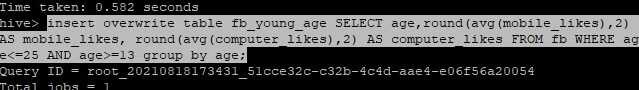 Time taken: 0.582 seconds
hive> insert overwrite table fb_young_age SELECT age,round(avg(mobile_likes),2)
AS mobile_likes, round(avg(computer_likes),2) AS computer_likes FROM fb WHERE ag
e<=25 AND age>=13 group by age;
Query ID = root_20210818173431_51cce32c-c32b-4c4d-aae4-e06f56a20054
Total jobs = 1